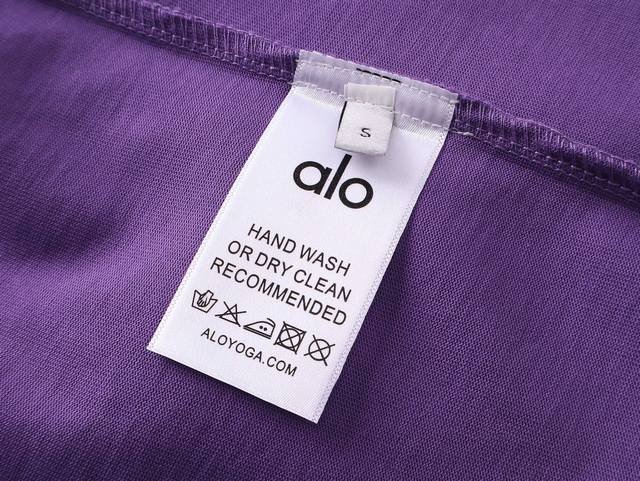 S
alo
HAND WASH
OR DRY CLEAN
RECOMMENDED
ALOYOGA.COM